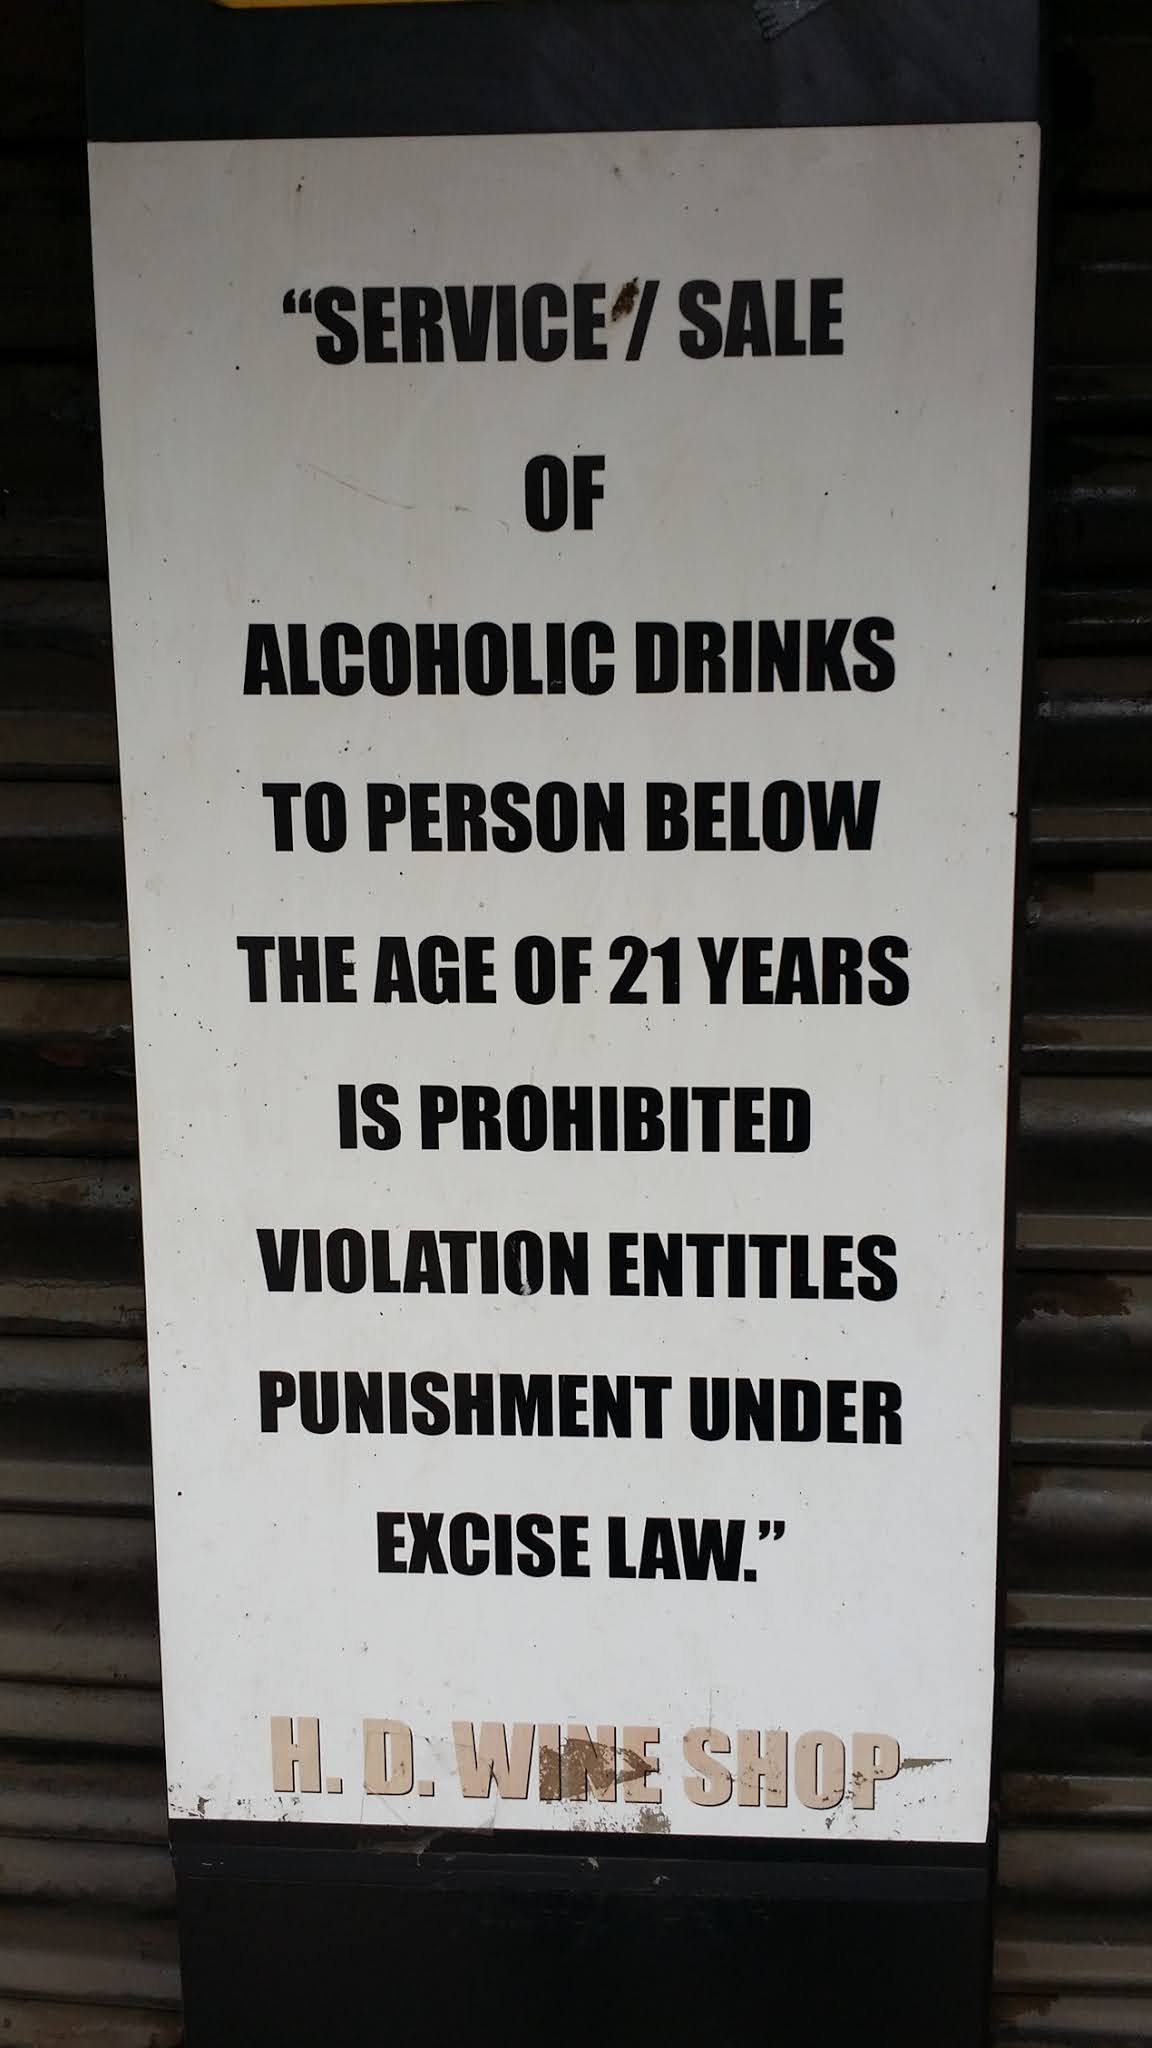 “SERVICE / SALE
OF
ALCOHOLIC DRINKS
TO PERSON BELOW
THE AGE OF 21 YEARS
IS PROHIBITED
VIOLATION ENTITLES
PUNISHMENT UNDER
EXCISE LAW.”
H. D. WINE SHOP